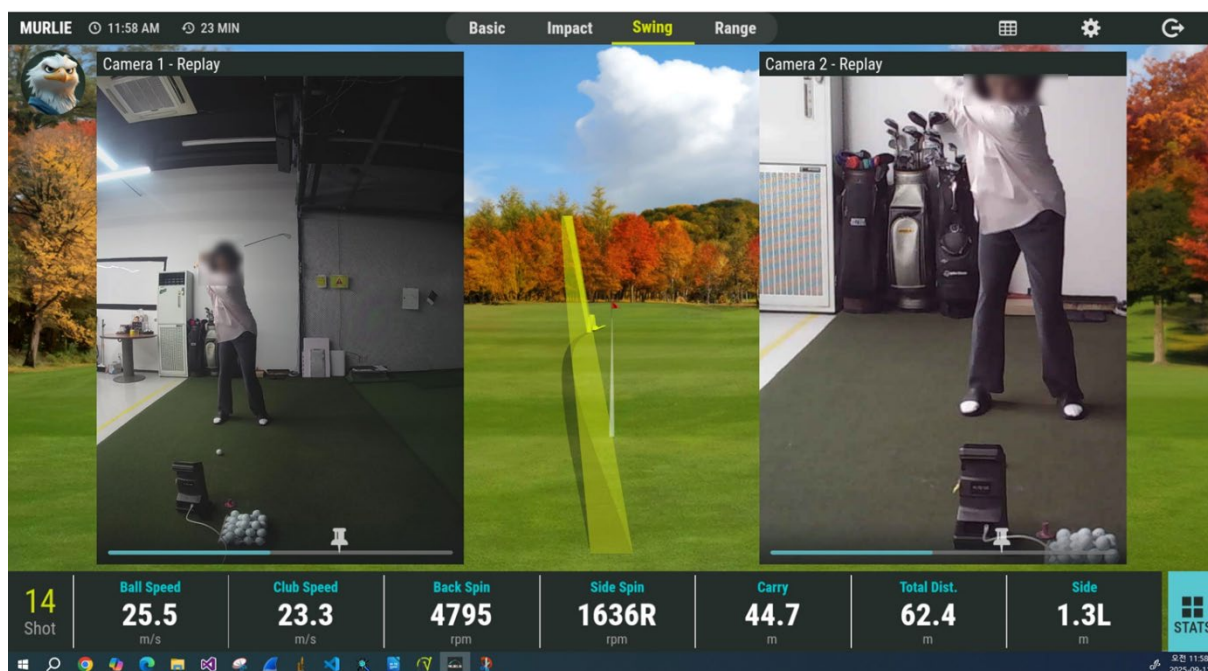 MURLIE
11:58 AM
23 MIN
Basic
Impact
Swing
Range
Camera 1 - Replay
Camera 2 - Replay
14
Shot
Ball Speed
25.5
m/s
Club Speed
23.3
m/s
Back Spin
4795
rpm
Side Spin
1636R
rpm
Carry
44.7
m
Total Dist.
62.4
m
Side
1.3L
m
STATS
오전 11:58